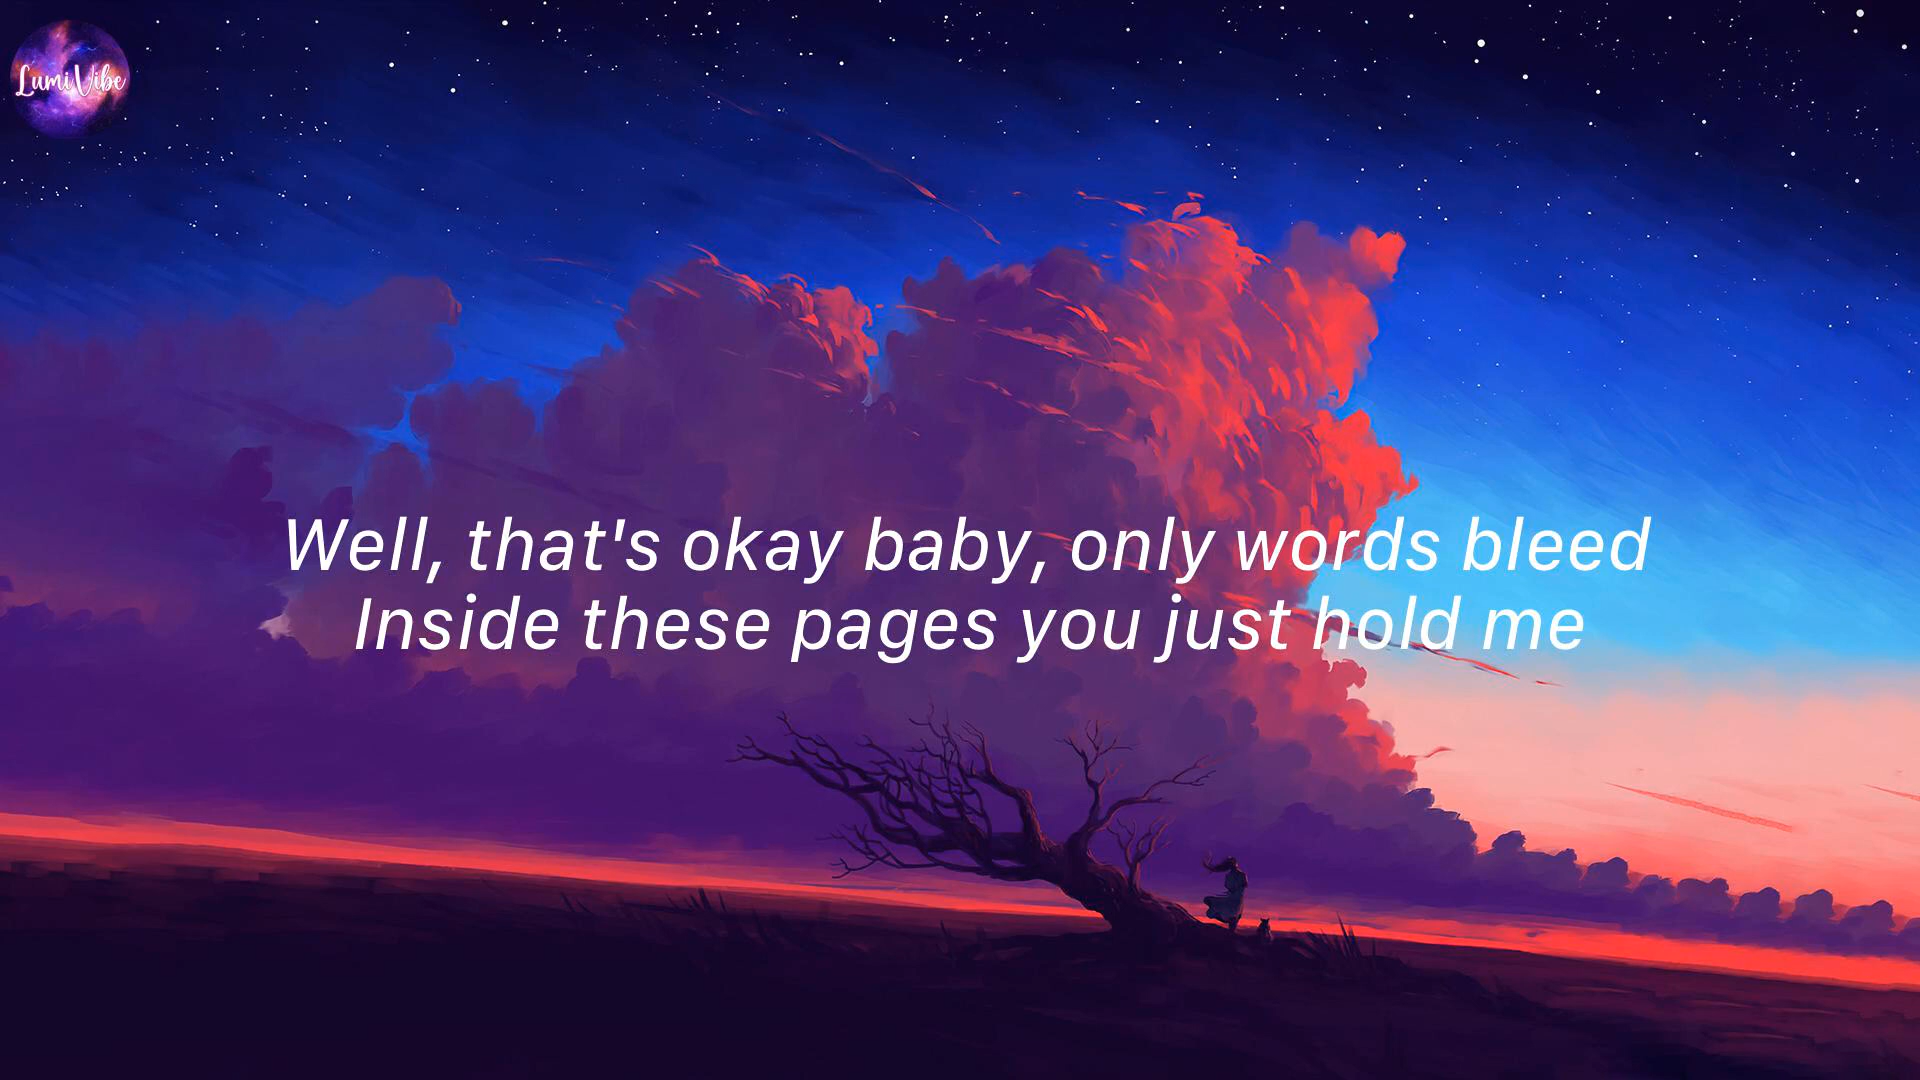 LumiVibe
Well, that's okay baby, only words bleed
Inside these pages you just hold me